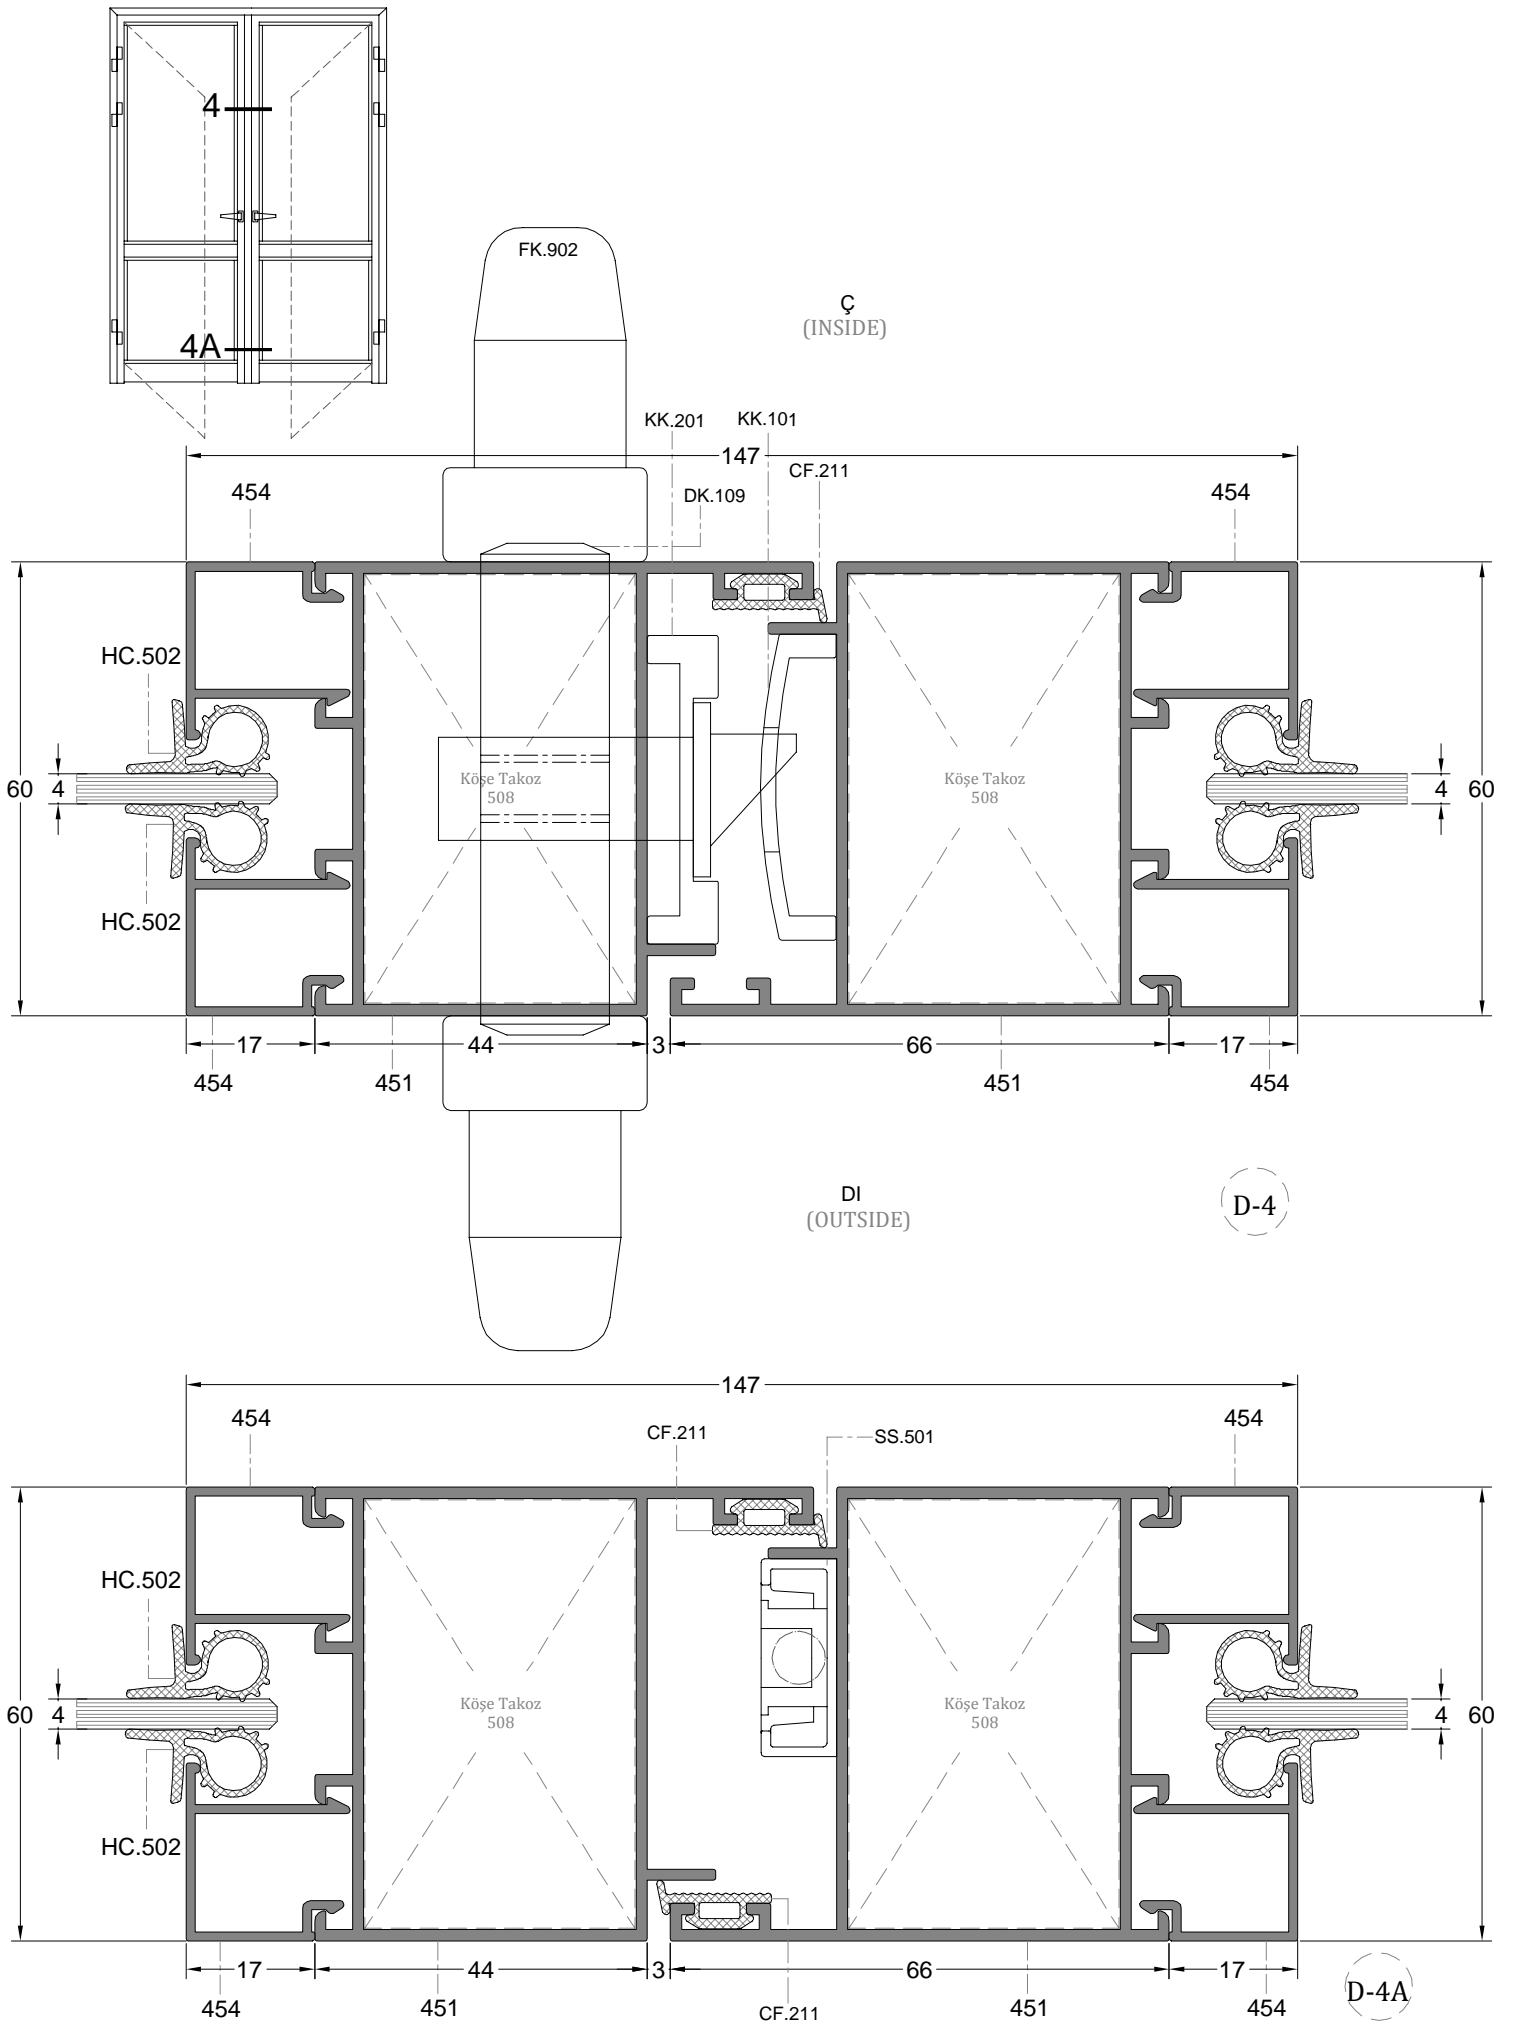 4
4A
FK.902
Ç
(INSIDE)
KK.201
KK.101
147
CF.211
DK.109
454
454
HC.502
60
4
Köşe Takoz
508
Köşe Takoz
508
4
60
HC.502
17
44
3
66
17
454
451
451
454
DI
(OUTSIDE)
D-4
147
454
CF.211
SS.501
454
HC.502
60
4
Köşe Takoz
508
Köşe Takoz
508
4
60
HC.502
17
44
3
66
17
454
451
CF.211
451
454
D-4A